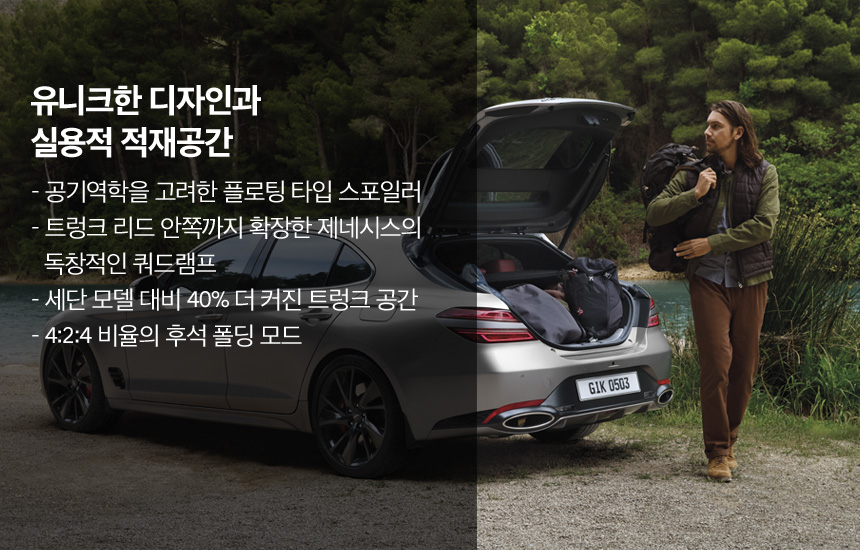 유니크한 디자인과
실용적 적재공간
- 공기역학을 고려한 플로팅 타입 스포일러
- 트렁크 리드 안쪽까지 확장한 제네시스의
독창적인 쿼드램프
- 세단 모델 대비 40% 더 커진 트렁크 공간
- 4:2:4 비율의 후석 폴딩 모드
GIK 0503